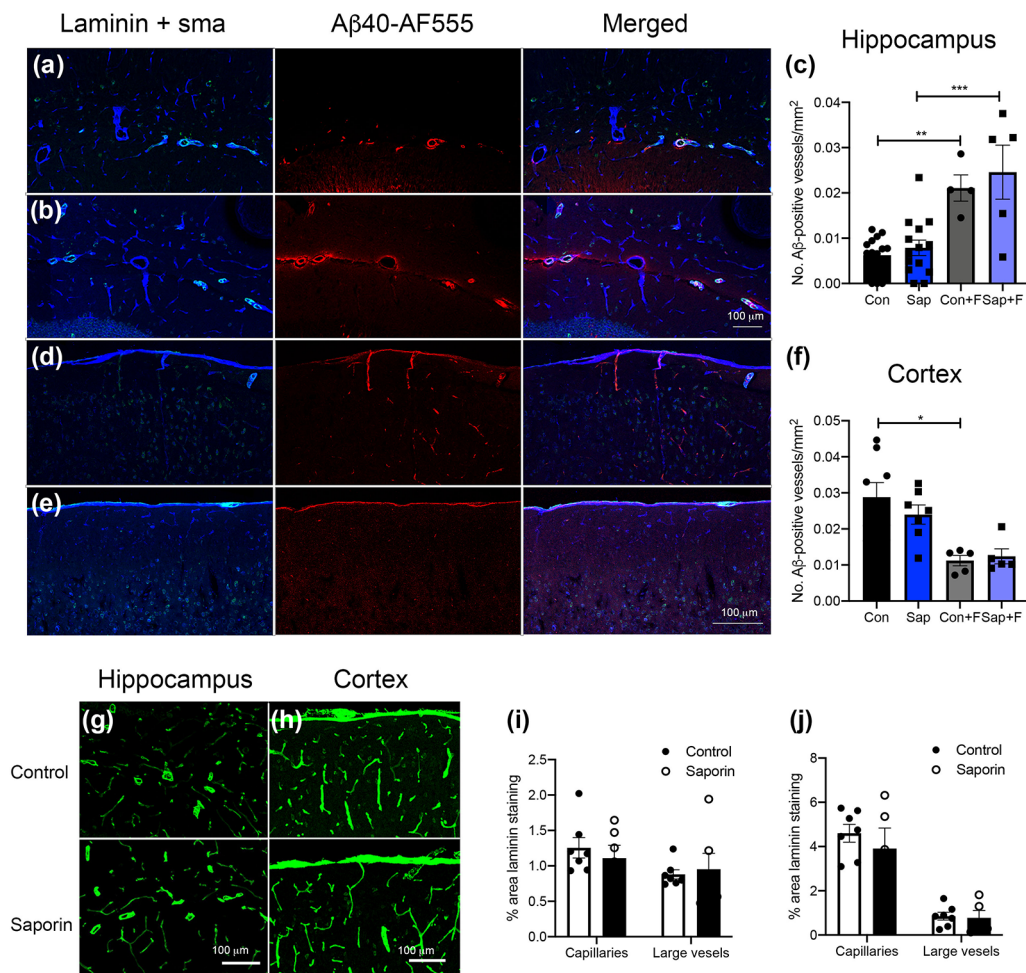 Laminin + sma
Aβ40-AF555
Merged
(a)
(b)
100 µm
(d)
(e)
100 µm
Hippocampus
(c)
No. Aβ-positive vessels/mm²
0.04
0.03
0.02
0.01
0.00
**
***
Con
Sap
Con+F
Sap+F
(f)
Cortex
No. Aβ-positive vessels/mm²
0.05
0.04
0.03
0.02
0.01
0.00
*
Con
Sap
Con+F
Sap+F
Hippocampus
Cortex
(g)
(h)
Control
Saporin
100 µm
100 µm
(i)
Control
Saporin
% area laminin staining
2.5
2.0
1.5
1.0
0.5
0.0
Capillaries
Large vesels
(j)
Control
Saporin
% area laminin staining
8
6
4
2
0
Capillaries
Large vesels